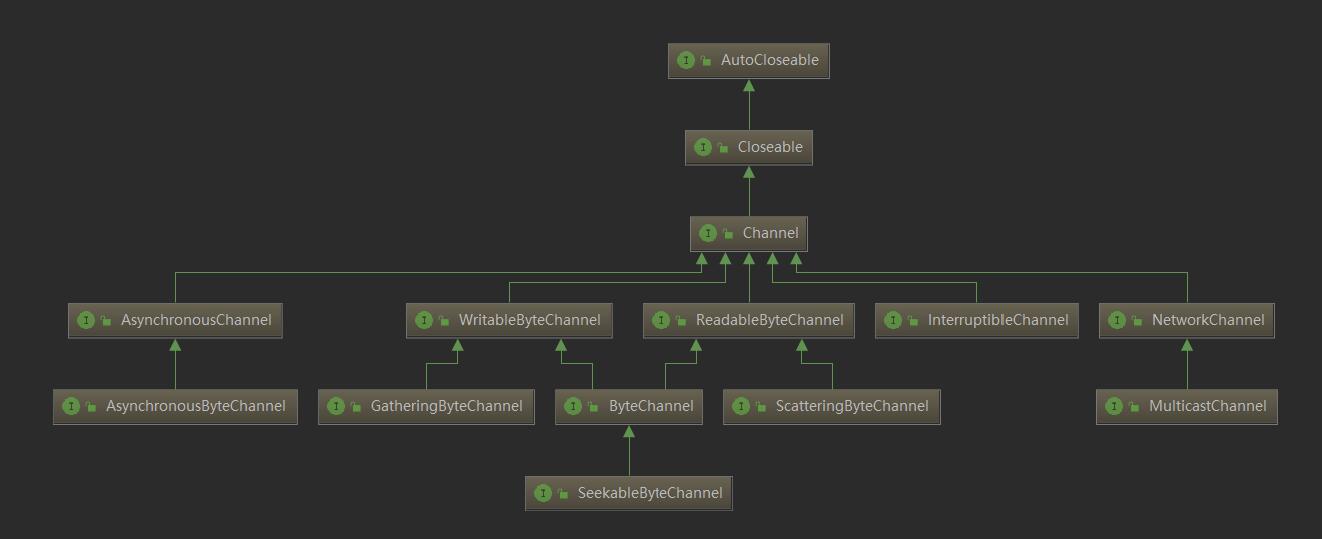 I AutoCloseable
I Closeable
I Channel
I AsynchronousChannel
I WritableByteChannel
I ReadableByteChannel
I InterruptibleChannel
I NetworkChannel
I AsynchronousByteChannel
I GatheringByteChannel
I ByteChannel
I ScatteringByteChannel
I MulticastChannel
I SeekableByteChannel